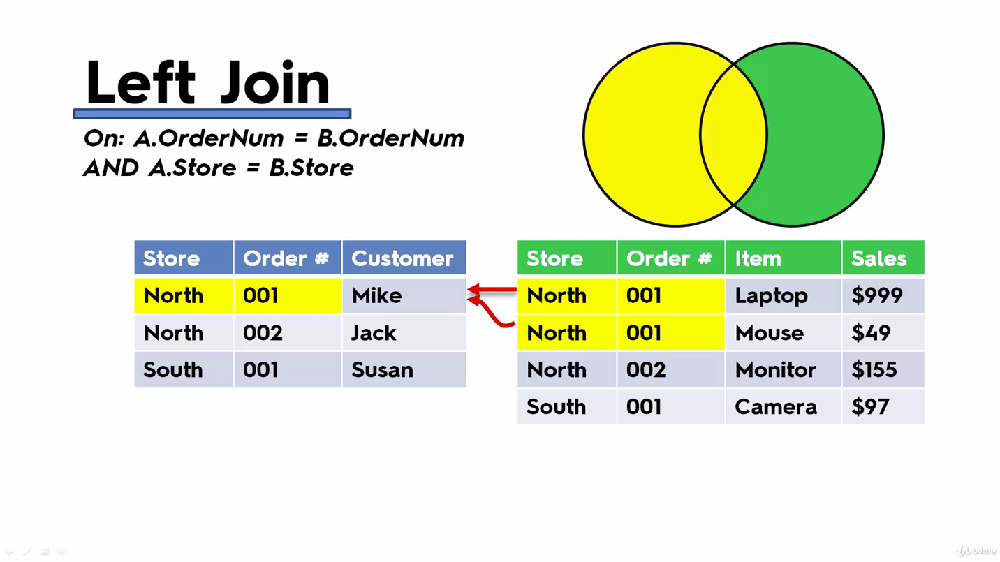 Left Join
On: A.OrderNum = B.OrderNum
AND A.Store = B.Store
Store Order # Customer
North 001 Mike
North 002 Jack
South 001 Susan
Store Order # Item Sales
North 001 Laptop $999
North 001 Mouse $49
North 002 Monitor $155
South 001 Camera $97
Udemy